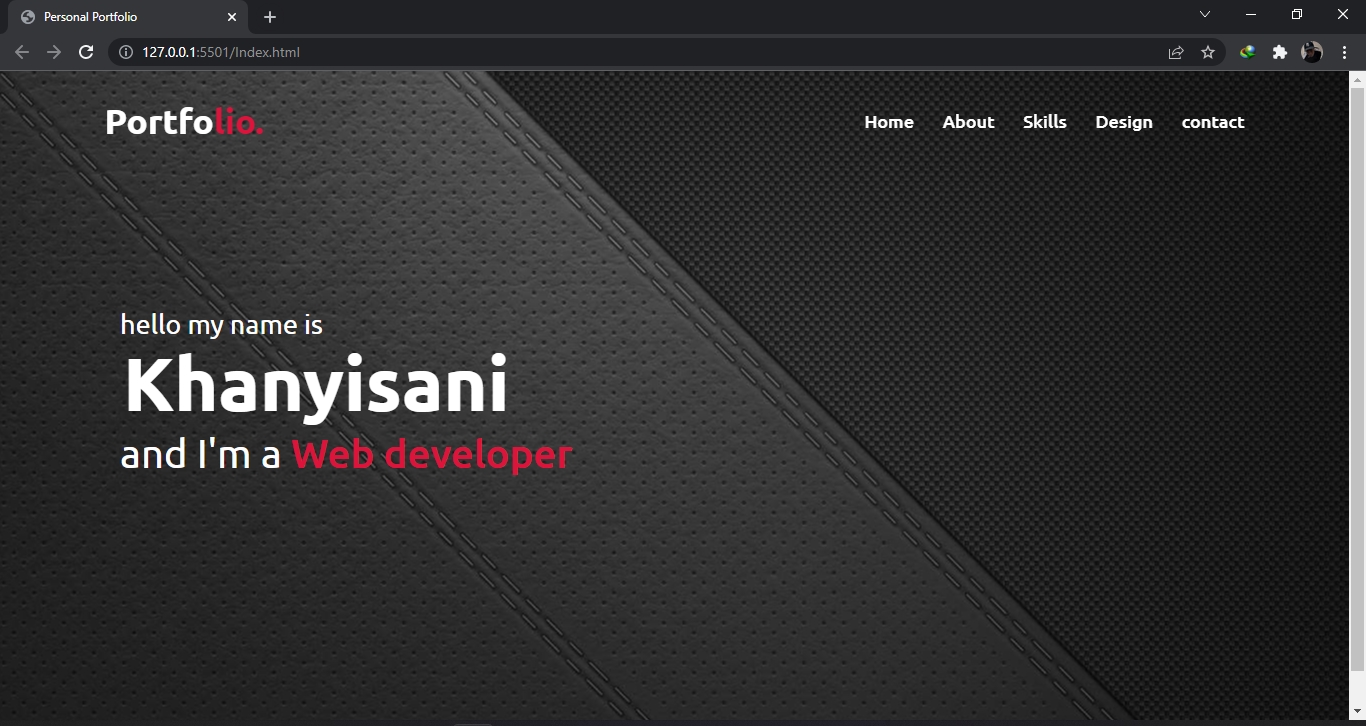 Personal Portfolio
127.0.0.1:5501/Index.html
Portfolio.
Home About Skills Design contact
hello my name is
Khanyisani
and I'm a Web developer